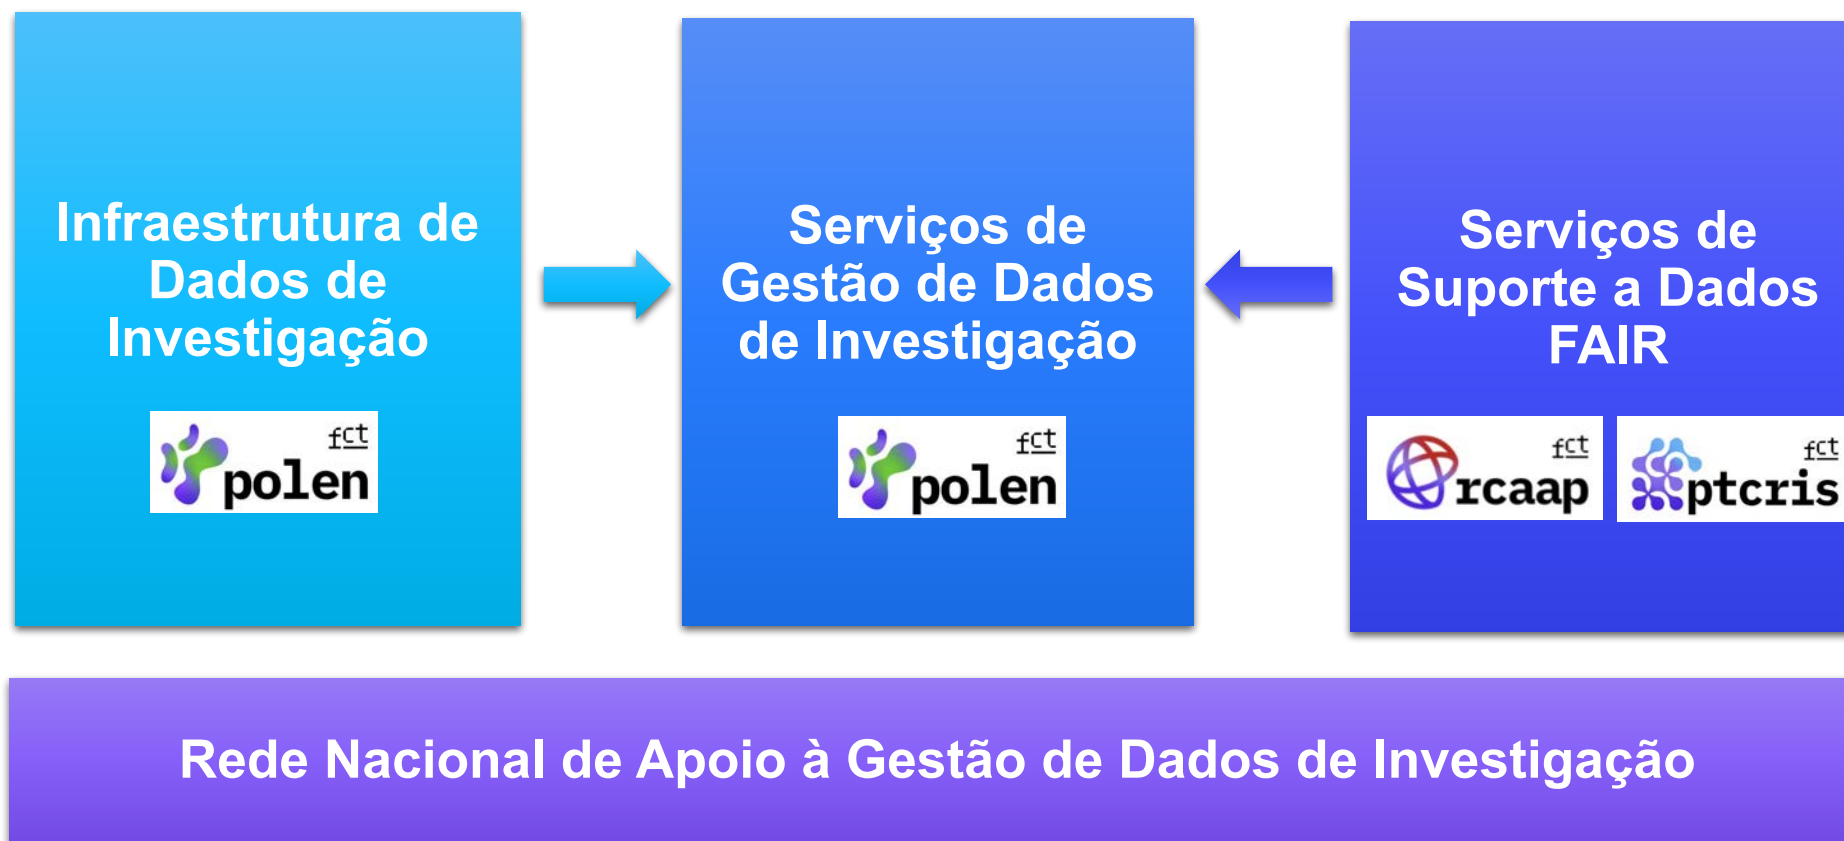 Infraestrutura de
Dados de
Investigação
fct
polen
Serviços de
Gestão de Dados
de Investigação
fct
polen
Serviços de
Suporte a Dados
FAIR
fct
rcaap
fct
ptcris
Rede Nacional de Apoio à Gestão de Dados de Investigação